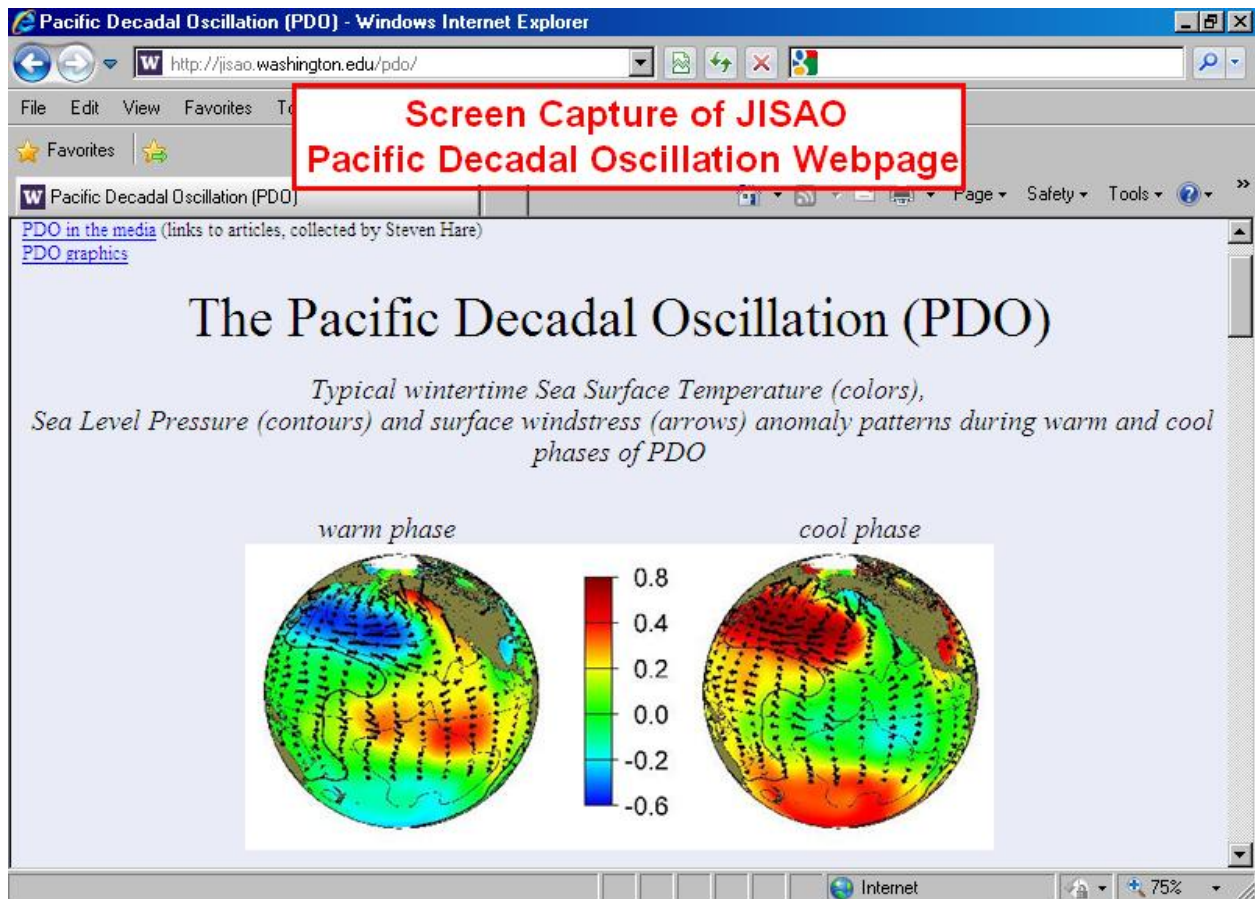 Pacific Decadal Oscillation (PDO) - Windows Internet Explorer
http://jisao.washington.edu/pdo/
File Edit View Favorites
Screen Capture of JISAO
Pacific Decadal Oscillation Webpage
Favorites
Pacific Decadal Oscillation (PDO)
Page Safety Tools
PDO in the media (links to articles, collected by Steven Hare)
PDO graphics
The Pacific Decadal Oscillation (PDO)
Typical wintertime Sea Surface Temperature (colors),
Sea Level Pressure (contours) and surface windstress (arrows) anomaly patterns during warm and cool
phases of PDO
warm phase
cool phase
0.8
0.4
0.2
0.0
-0.2
-0.6
Internet
75%